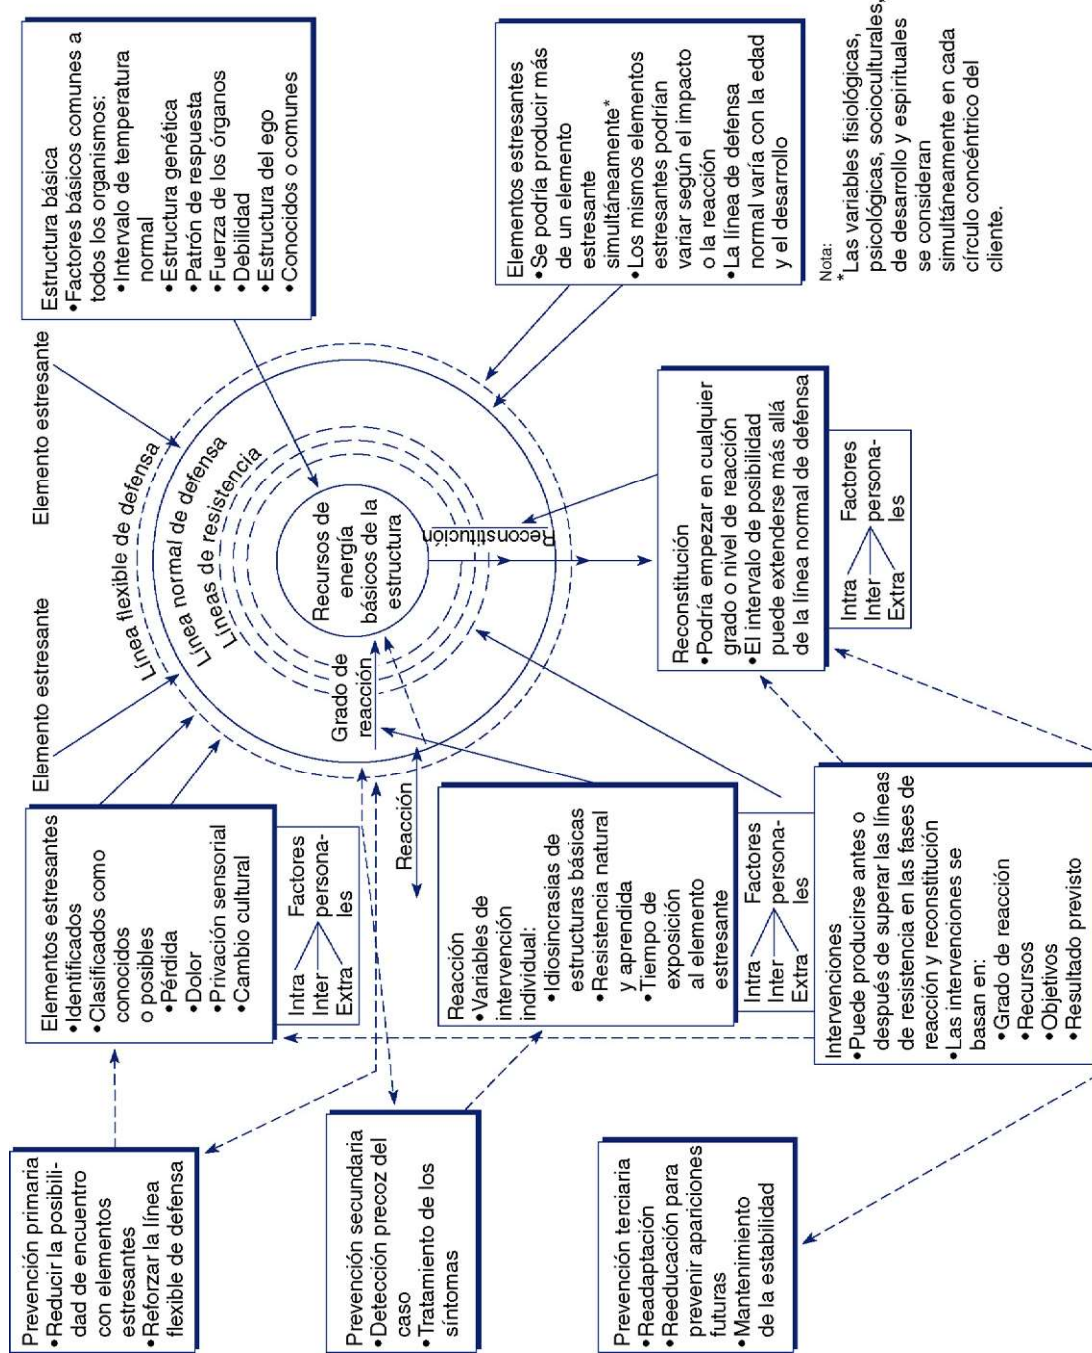 Prevención primaria
•Reducir la posibili-
dad de encuentro
con elementos
estresantes
•Reforzar la línea
flexible de defensa
Prevención secundaria
•Detección precoz del
caso
•Tratamiento de los
síntomas
Prevención terciaria
•Readaptación
•Reeducación para
prevenir apariciones
futuras
•Mantenimiento
de la estabilidad
Elementos estresantes
•Identificados
•Clasificados como
conocidos
o posibles
•Pérdida
•Dolor
•Privación sensorial
•Cambio cultural
Intra
Inter
Extra
Factores
persona-
les
Reacción
Reacción
•Variables de
intervención
individual:
•Idiosincrasias de
estructuras básicas
•Resistencia natural
y aprendida
•Tiempo de
exposición
al elemento
estresante
Intra
Inter
Extra
Factores
persona-
les
Intervenciones
•Puede producirse antes o
después de superar las líneas
de resistencia en las fases de
reacción y reconstitución
•Las intervenciones se
basan en:
•Grado de reacción
•Recursos
•Objetivos
•Resultado previsto
Elemento estresante
Elemento estresante
Línea flexible de defensa
Línea normal de defensa
Líneas de resistencia
Grado de
reacción
Recursos de
energía
básicos de la
estructura
Reconstitución
Reconstitución
•Podría empezar en cualquier
grado o nivel de reacción
•El intervalo de posibilidad
puede extenderse más allá
de la línea normal de defensa
Intra
Inter
Extra
Factores
persona-
les
Estructura básica
•Factores básicos comunes a
todos los organismos:
•Intervalo de temperatura
normal
•Estructura genética
•Patrón de respuesta
•Fuerza de los órganos
•Debilidad
•Estructura del ego
•Conocidos o comunes
Elementos estresantes
•Se podría producir más
de un elemento
estresante
simultáneamente*
•Los mismos elementos
estresantes podrían
variar según el impacto
o la reacción
•La línea de defensa
normal varía con la edad
y el desarrollo
Nota:
*Las variables fisiológicas,
psicológicas, socioculturales,
de desarrollo y espirituales
se consideran
simultáneamente en cada
círculo concéntrico del
cliente.